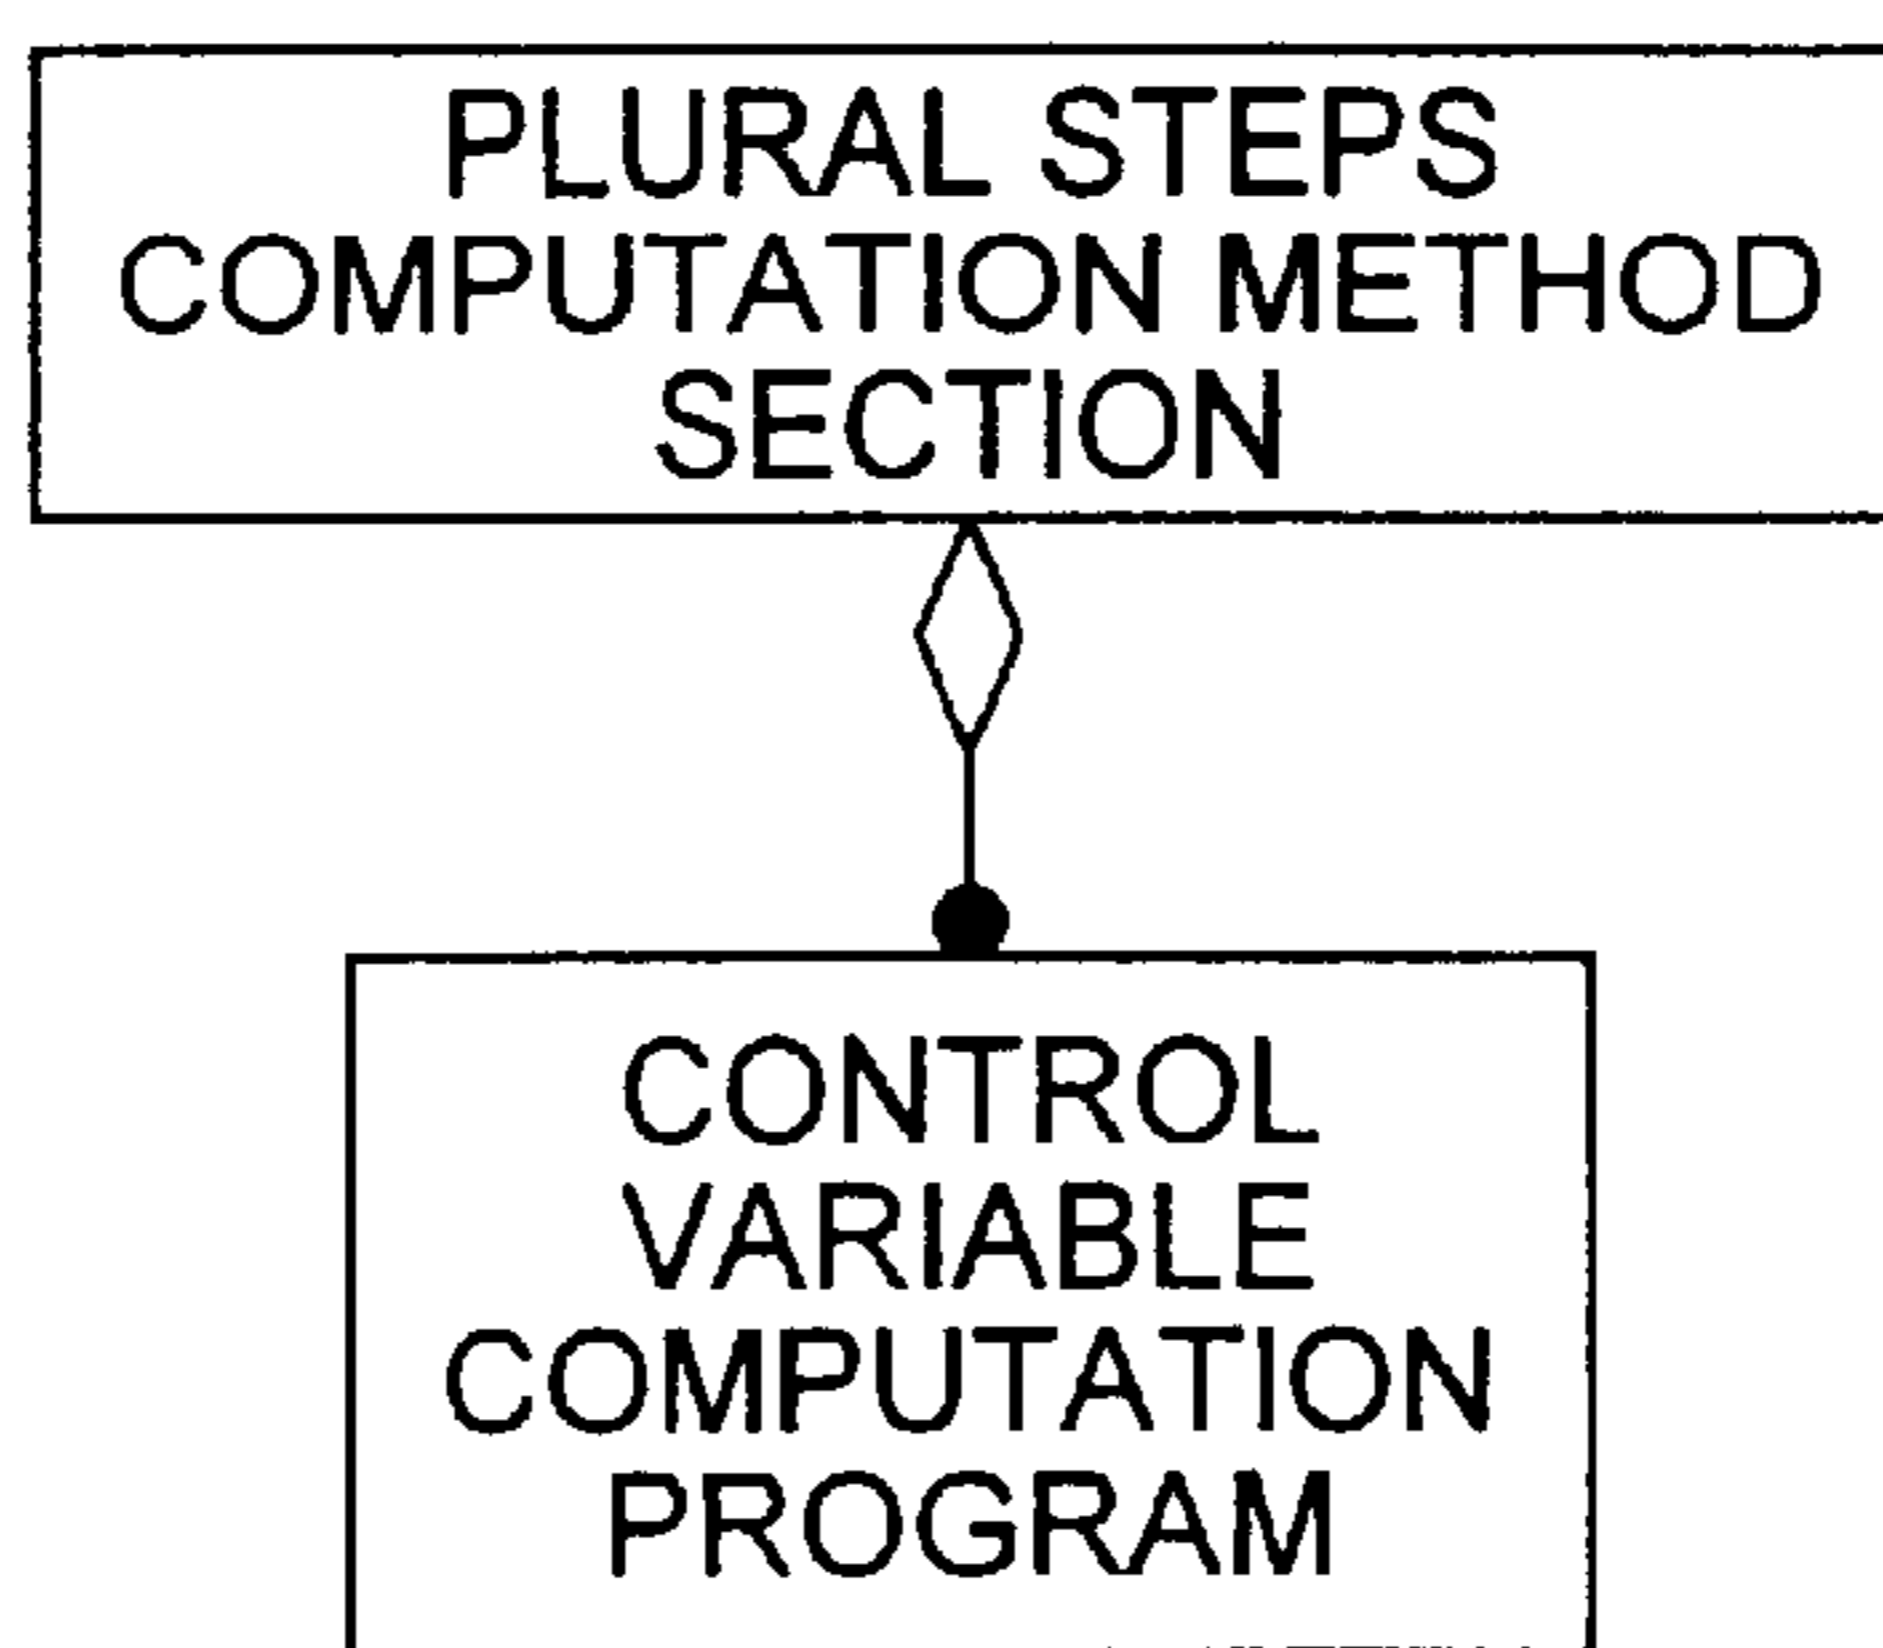 PLURAL STEPS
COMPUTATION METHOD
SECTION
CONTROL
VARIABLE
COMPUTATION
PROGRAM